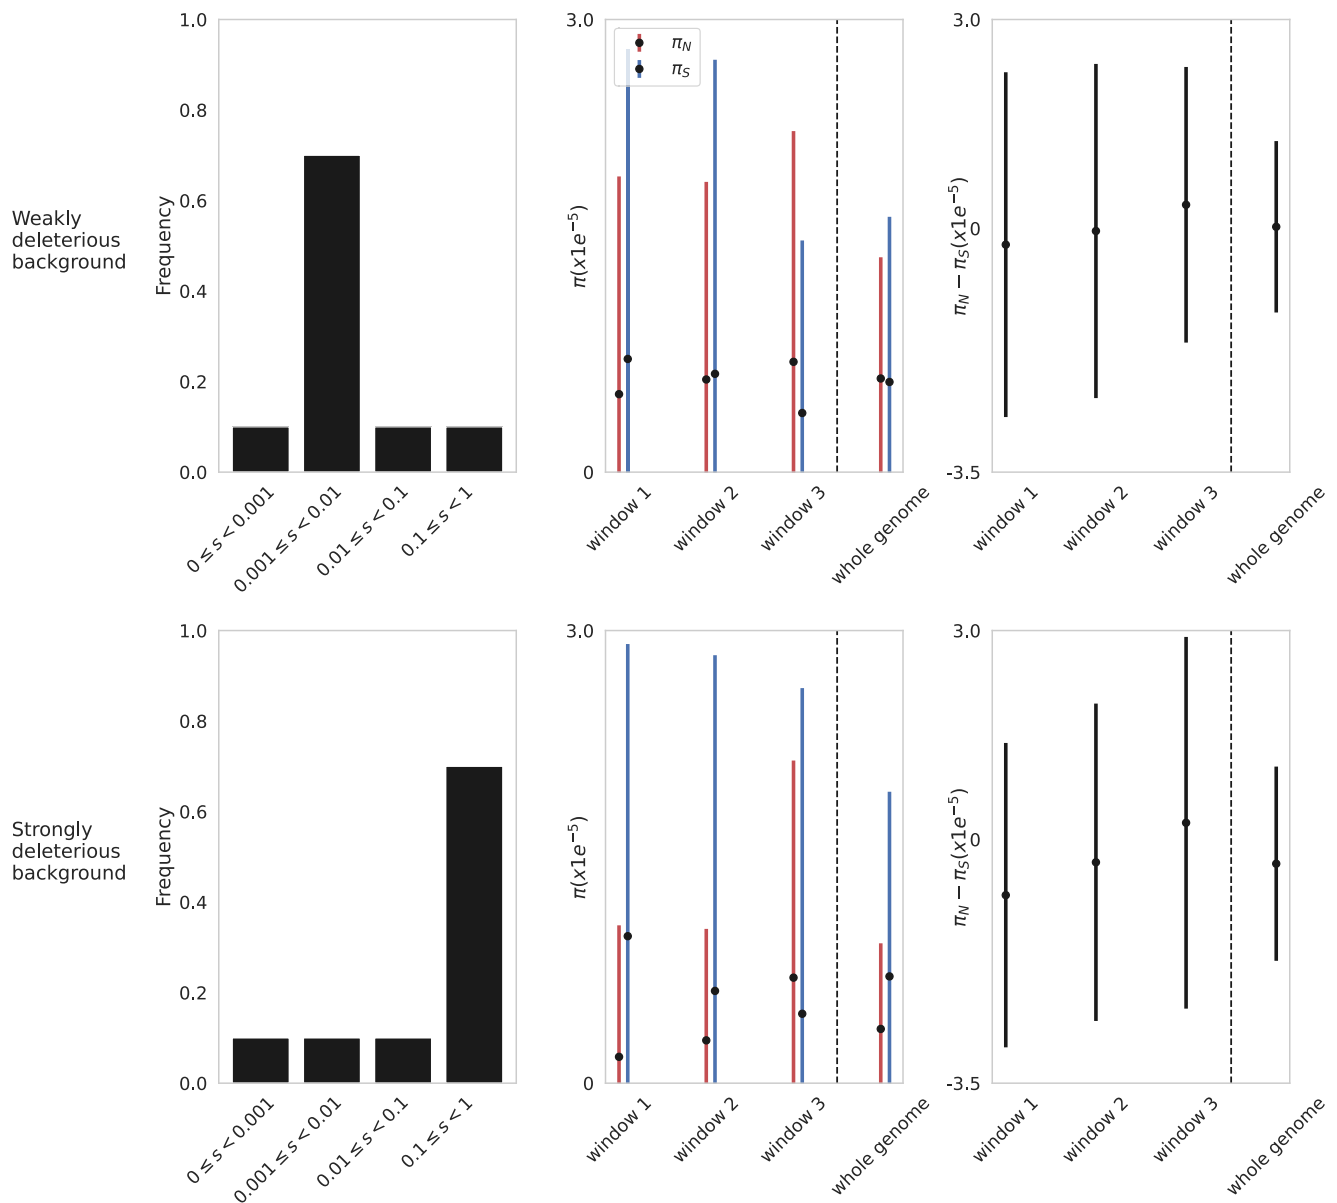 Weakly
deleterious
background
Frequency
1.0
0.8
0.6
0.4
0.2
0.0
0 ≤ s < 0.001
0.001 ≤ s < 0.01
0.01 ≤ s < 0.1
0.1 ≤ s < 1
π(x1e⁻⁵)
3.0
0
π_N
π_S
window 1
window 2
window 3
whole genome
π_N − π_S(x1e⁻⁵)
3.0
0
-3.5
window 1
window 2
window 3
whole genome
Strongly
deleterious
background
Frequency
1.0
0.8
0.6
0.4
0.2
0.0
0 ≤ s < 0.001
0.001 ≤ s < 0.01
0.01 ≤ s < 0.1
0.1 ≤ s < 1
π(x1e⁻⁵)
3.0
0
window 1
window 2
window 3
whole genome
π_N − π_S(x1e⁻⁵)
3.0
0
-3.5
window 1
window 2
window 3
whole genome